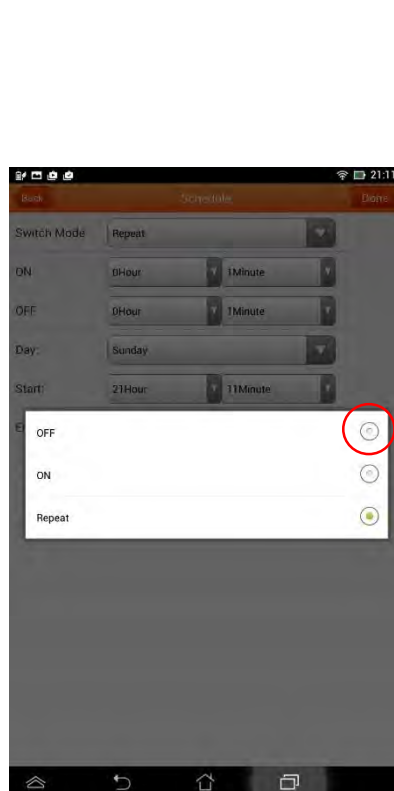 21:11
Back Schedule Done
Switch Mode Repeat
ON 0Hour 1Minute
OFF 0Hour 1Minute
Day: Sunday
Start: 21Hour 11Minute
OFF
ON
Repeat